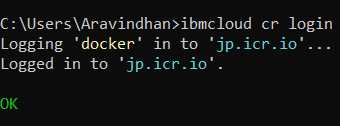 C:\Users\Aravindhan>ibmcloud cr login
Logging 'docker' in to 'jp.icr.io'...
Logged in to 'jp.icr.io'.
OK